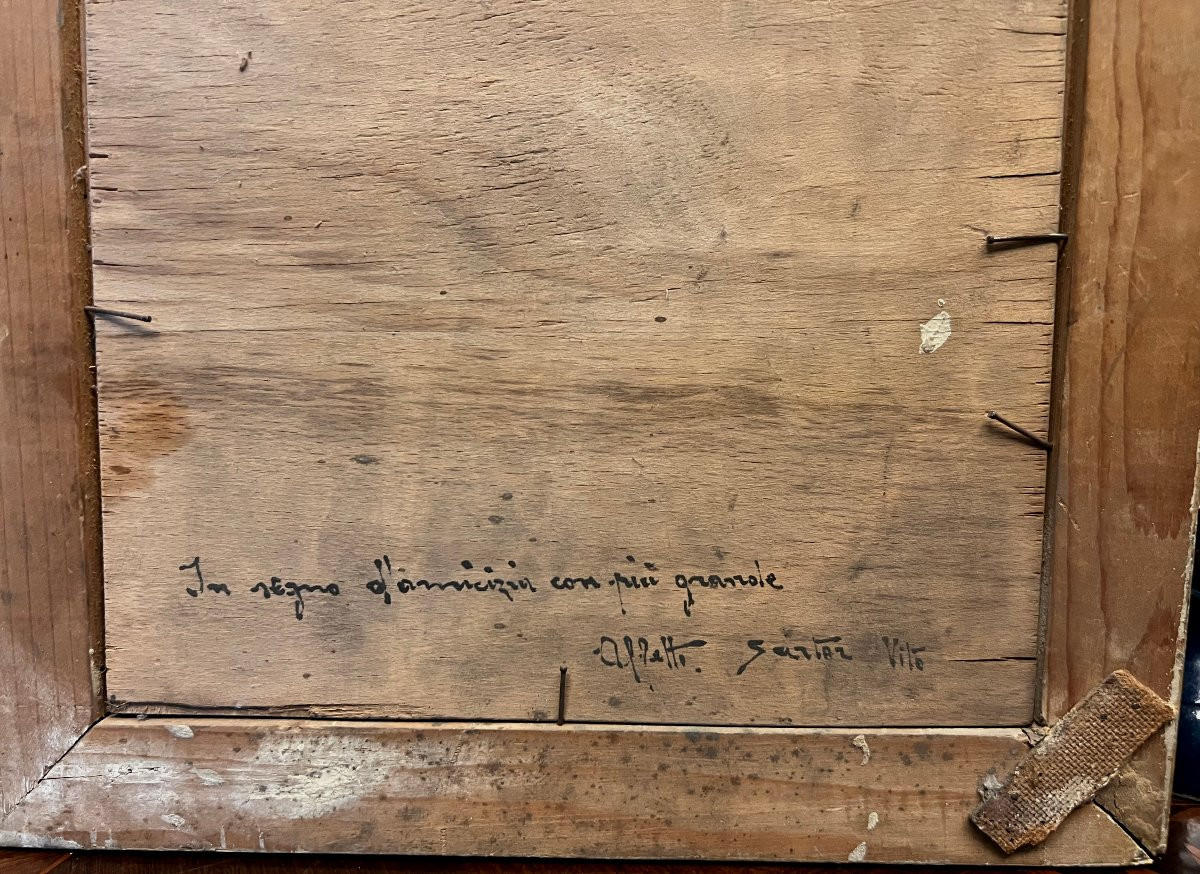 In segno d'amicizia con più grande
Affetto. Sartor Vito